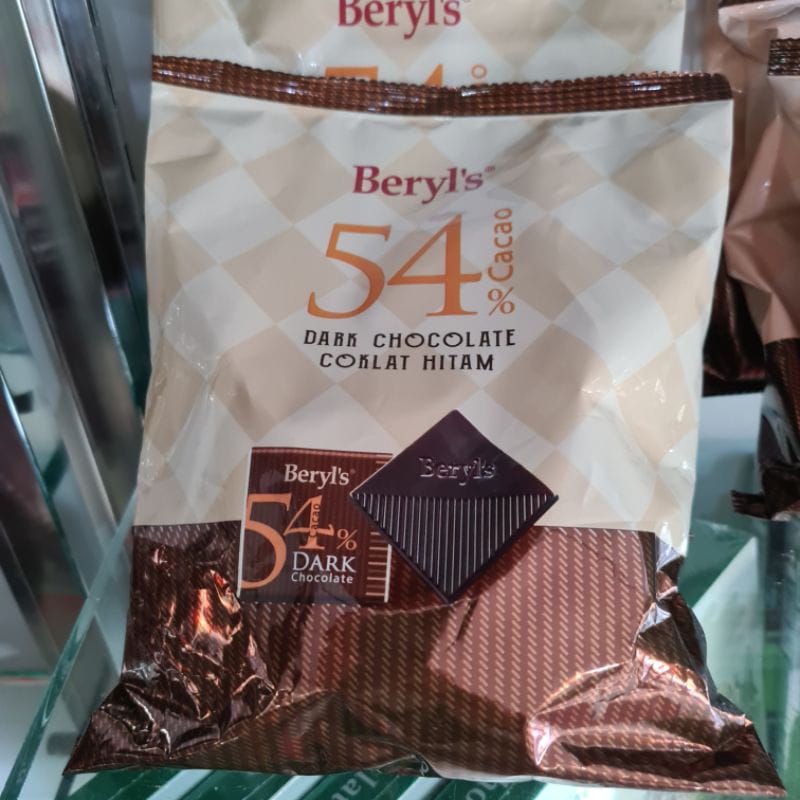 Beryl's
Beryl's
54% Cacao
DARK CHOCOLATE
COKLAT HITAM
Beryl's
54% Cacao
DARK
Chocolate
Beryl's